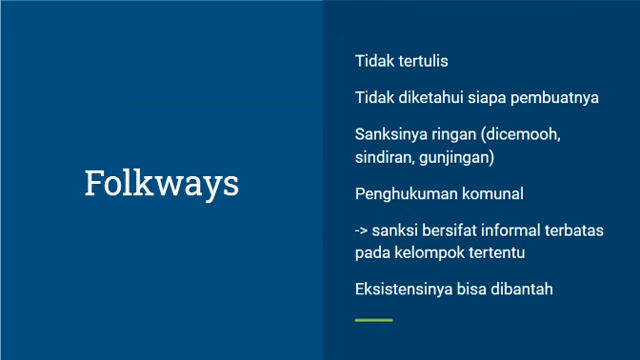 Folkways
Tidak tertulis
Tidak diketahui siapa pembuatnya
Sanksinya ringan (dicemooh,
sindiran, gunjingan)
Penghukuman komunal
-> sanksi bersifat informal terbatas
pada kelompok tertentu
Eksistensinya bisa dibantah